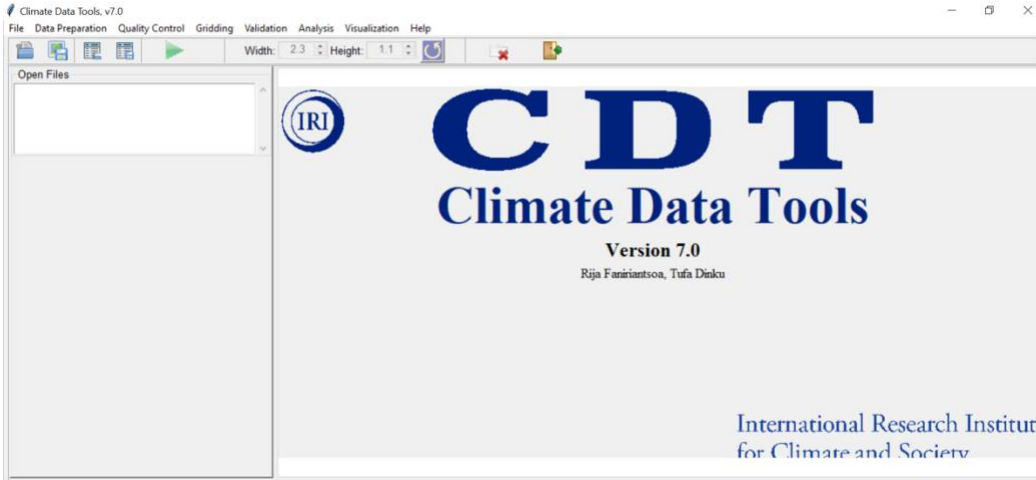 Climate Data Tools, v7.0
File Data Preparation Quality Control Gridding Validation Analysis Visualization Help
Width: 2.3 Height: 1.1
Open Files
IRI
CDT
Climate Data Tools
Version 7.0
Rija Faniriantsoa, Tufa Dinku
International Research Institut
for Climate and Society